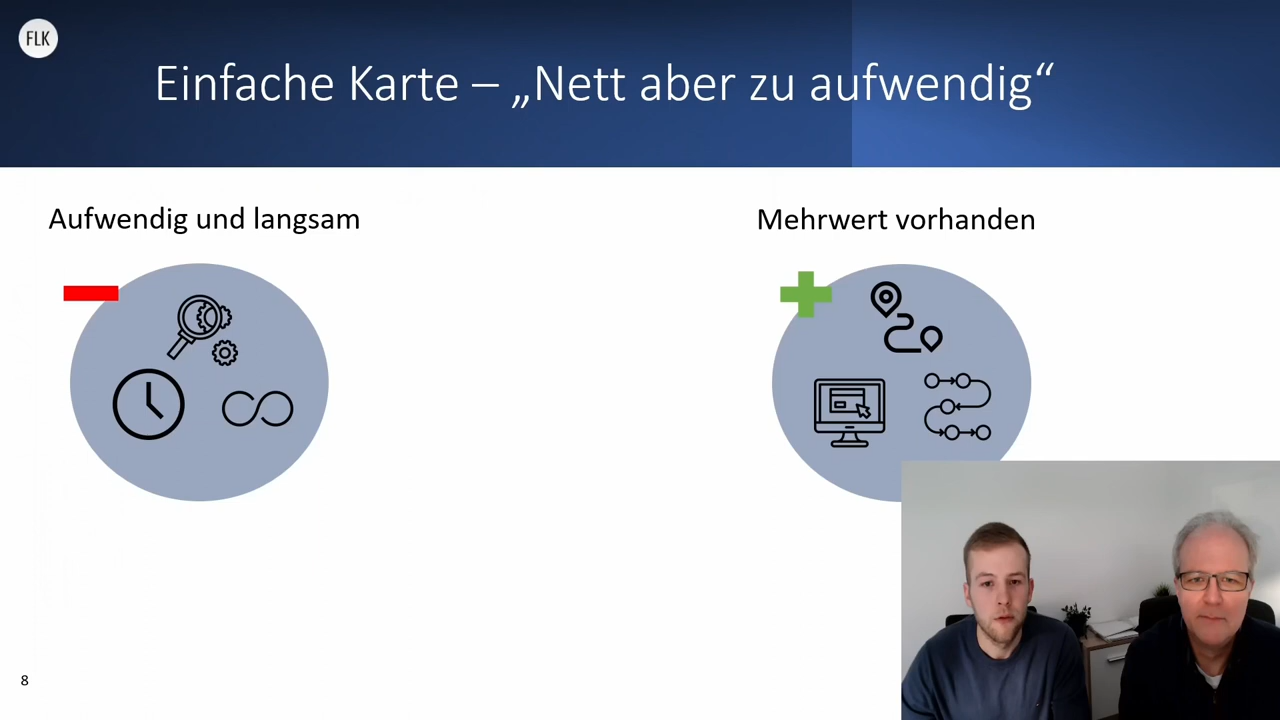 FLK
Einfache Karte – „Nett aber zu aufwendig“
Aufwendig und langsam
Mehrwert vorhanden
8